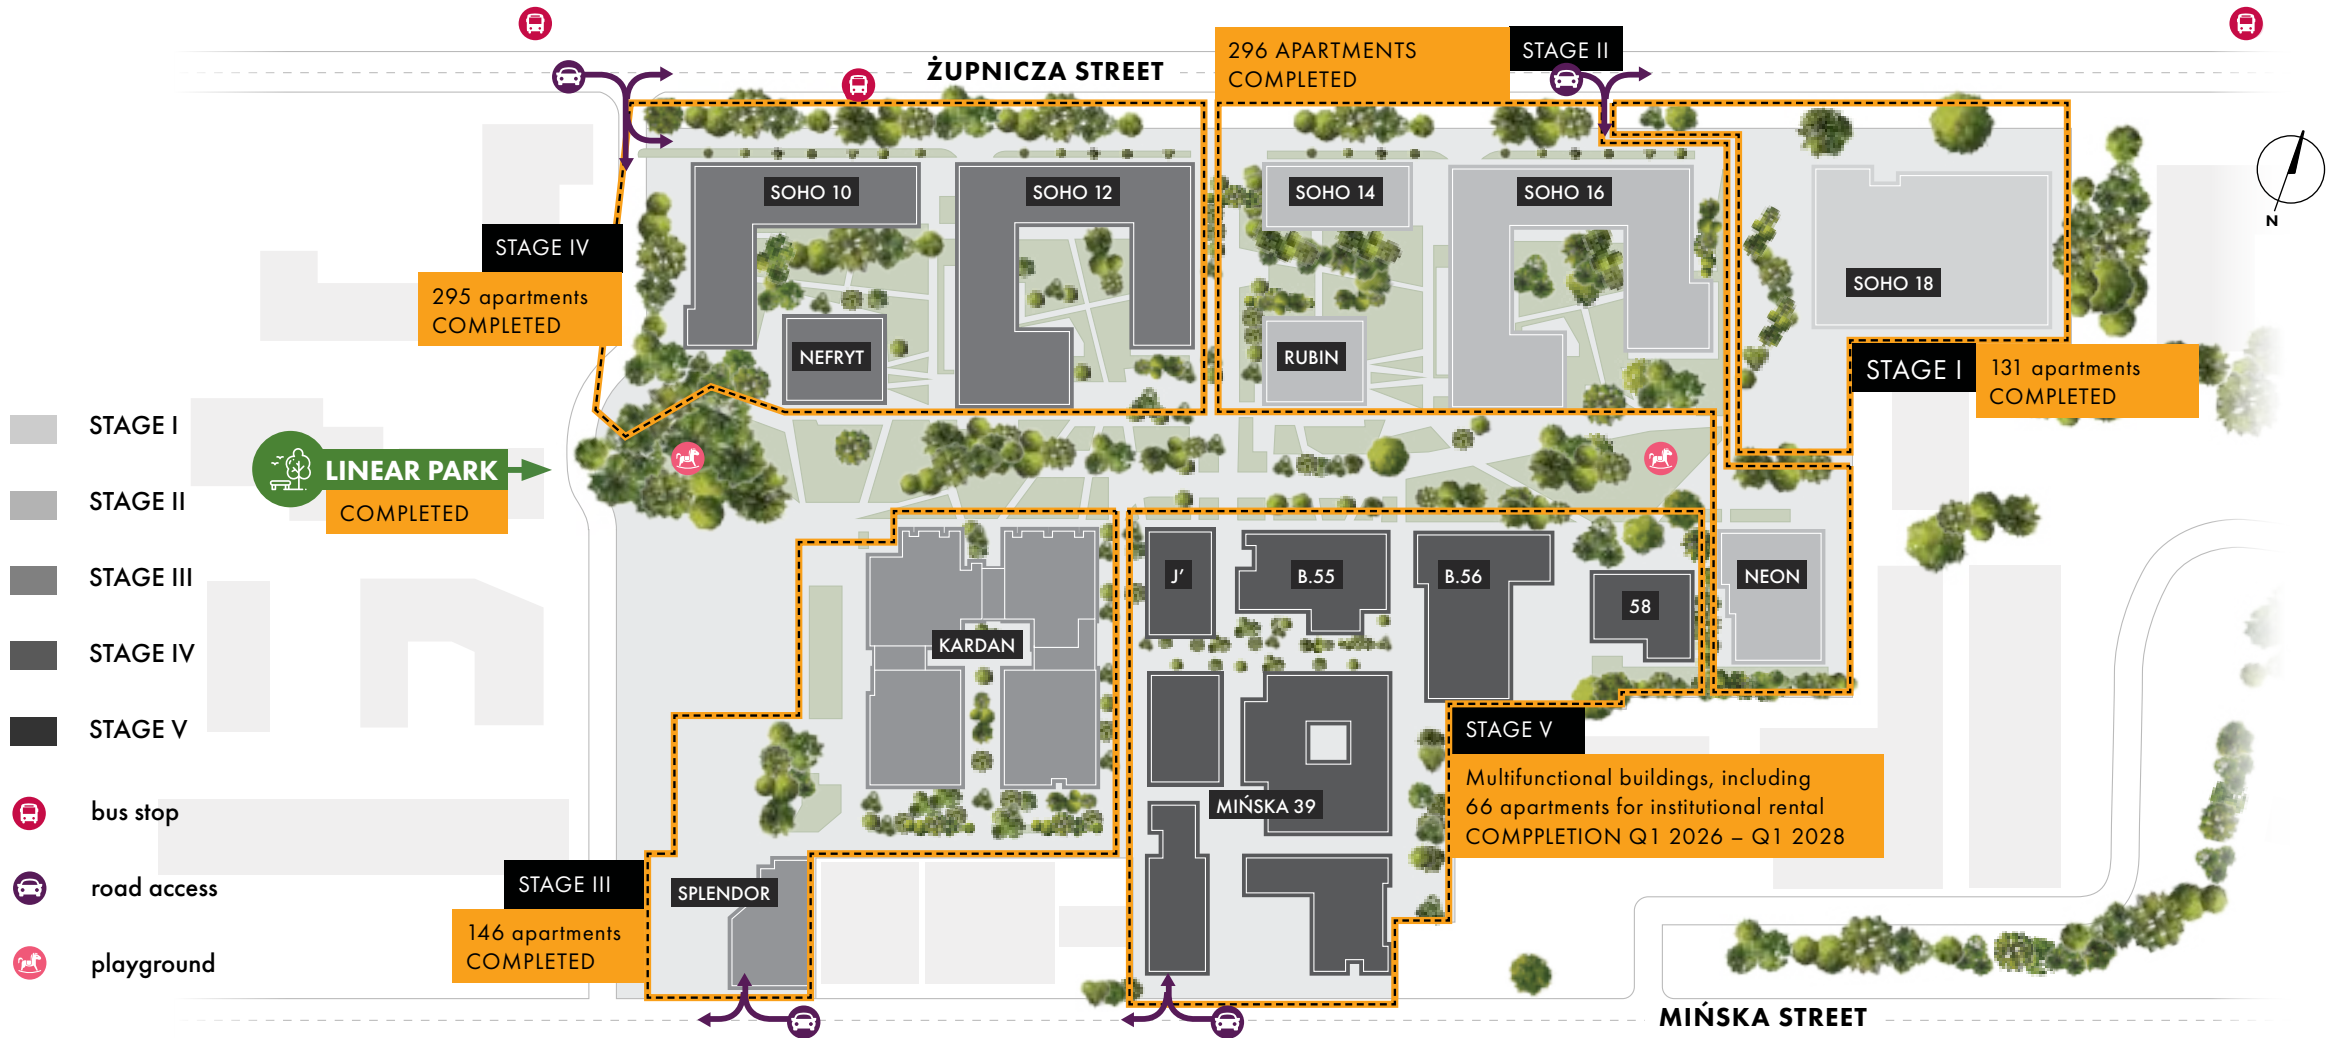 ŻUPNICZA STREET
296 APARTMENTS
COMPLETED
STAGE II
SOHO 10
SOHO 12
SOHO 14
SOHO 16
SOHO 18
N
STAGE IV
295 apartments
COMPLETED
NEFRYT
RUBIN
STAGE I
131 apartments
COMPLETED
LINEAR PARK
COMPLETED
J’
B.55
B.56
58
NEON
KARDAN
MIŃSKA 39
STAGE V
Multifunctional buildings, including
66 apartments for institutional rental
COMPPLETION Q1 2026 – Q1 2028
STAGE III
146 apartments
COMPLETED
SPLENDOR
MIŃSKA STREET
STAGE I
STAGE II
STAGE III
STAGE IV
STAGE V
bus stop
road access
playground